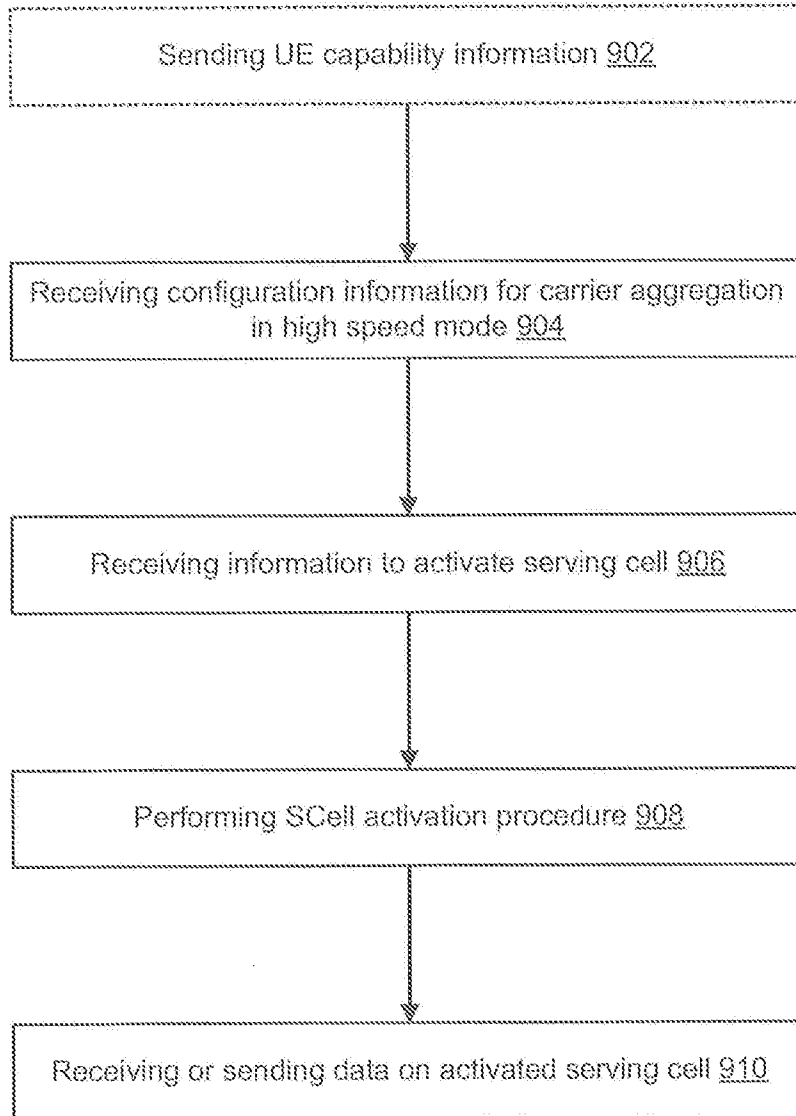 Sending UE capability information 902
Receiving configuration information for carrier aggregation
in high speed mode 904
Receiving information to activate serving cell 906
Performing SCell activation procedure 908
Receiving or sending data on activated serving cell 910